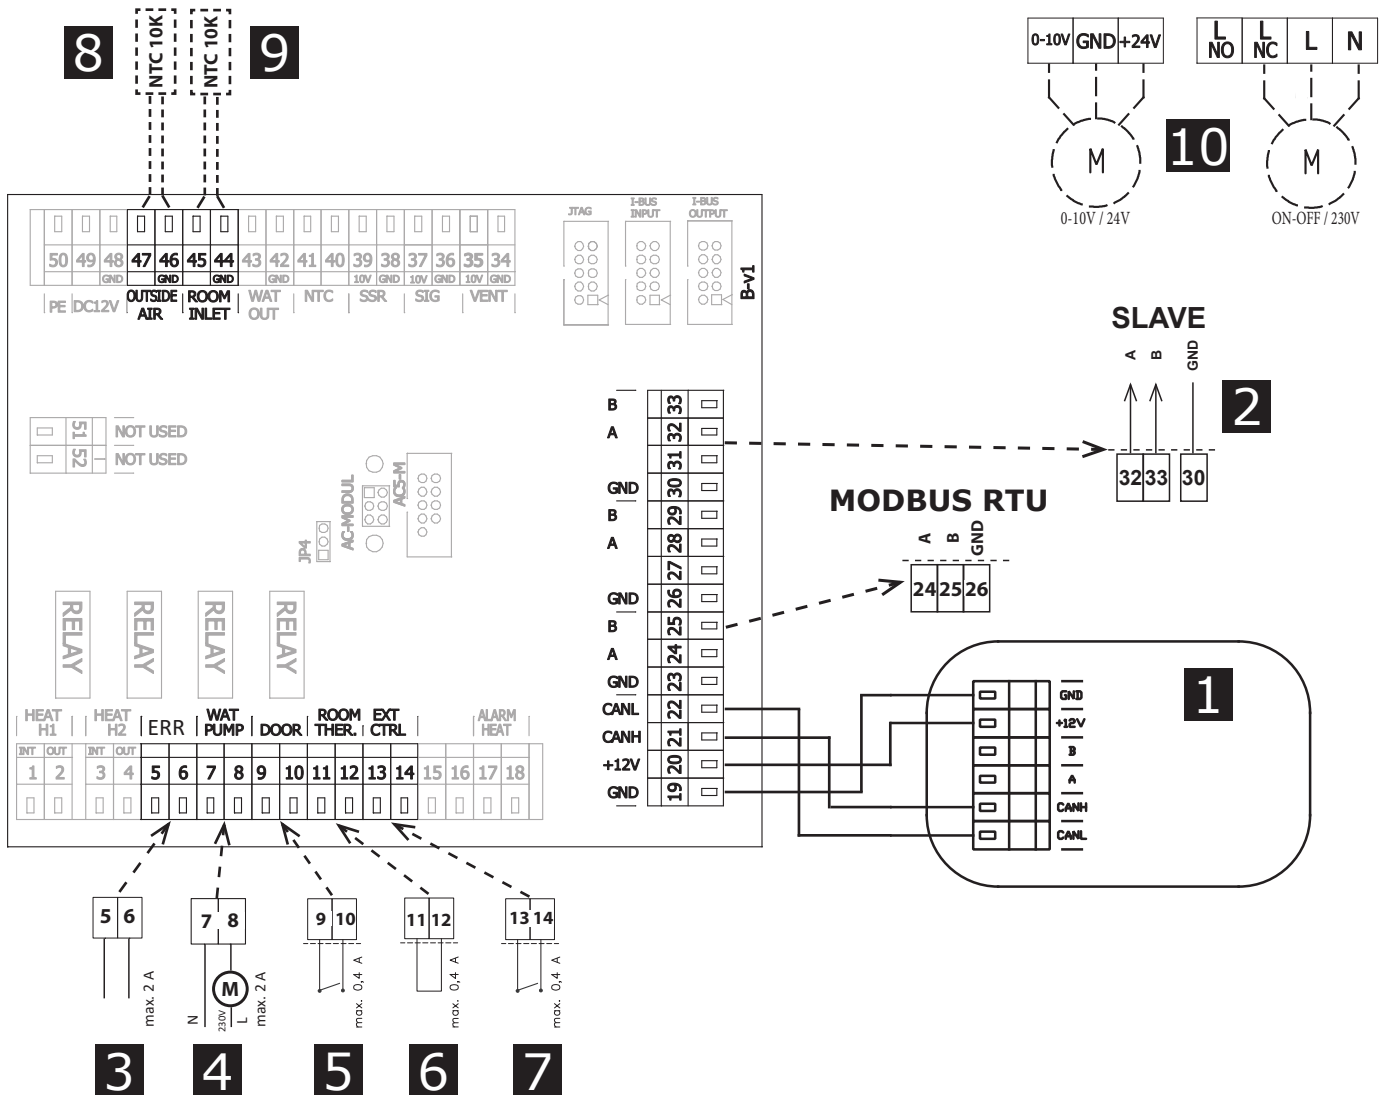 8
NTC 10K
NTC 10K
9
0-10V GND +24V
L NO L NC L N
M
M
10
0-10V / 24V
ON-OFF / 230V
JTAG
I-BUS INPUT
I-BUS OUTPUT
B-v1
50 49 48 47 46 45 44 43 42 41 40 39 38 37 36 35 34
GND GND GND GND 10V GND 10V GND 10V GND
PE DC12V OUTSIDE AIR ROOM INLET WAT OUT NTC SSR SIG VENT
SLAVE
A B GND
2
32 33 30
51 NOT USED
52 NOT USED
JP4
AC-MODUL
ACS-M
B 33
A 32
31
GND 30
B 29
A 28
27
GND 26
B 25
A 24
GND 23
CANL 22
CANH 21
+12V 20
GND 19
MODBUS RTU
A B GND
24 25 26
1
GND
+12V
B
A
CANH
CANL
RELAY RELAY RELAY RELAY
HEAT H1 HEAT H2 ERR WAT PUMP DOOR ROOM THER. EXT CTRL ALARM HEAT
INT OUT INT OUT
1 2 3 4 5 6 7 8 9 10 11 12 13 14 15 16 17 18
5 6
7 8
9 10
11 12
13 14
max. 2 A
M
N 230V L
max. 2 A
max. 0,4 A
max. 0,4 A
max. 0,4 A
3 4 5 6 7